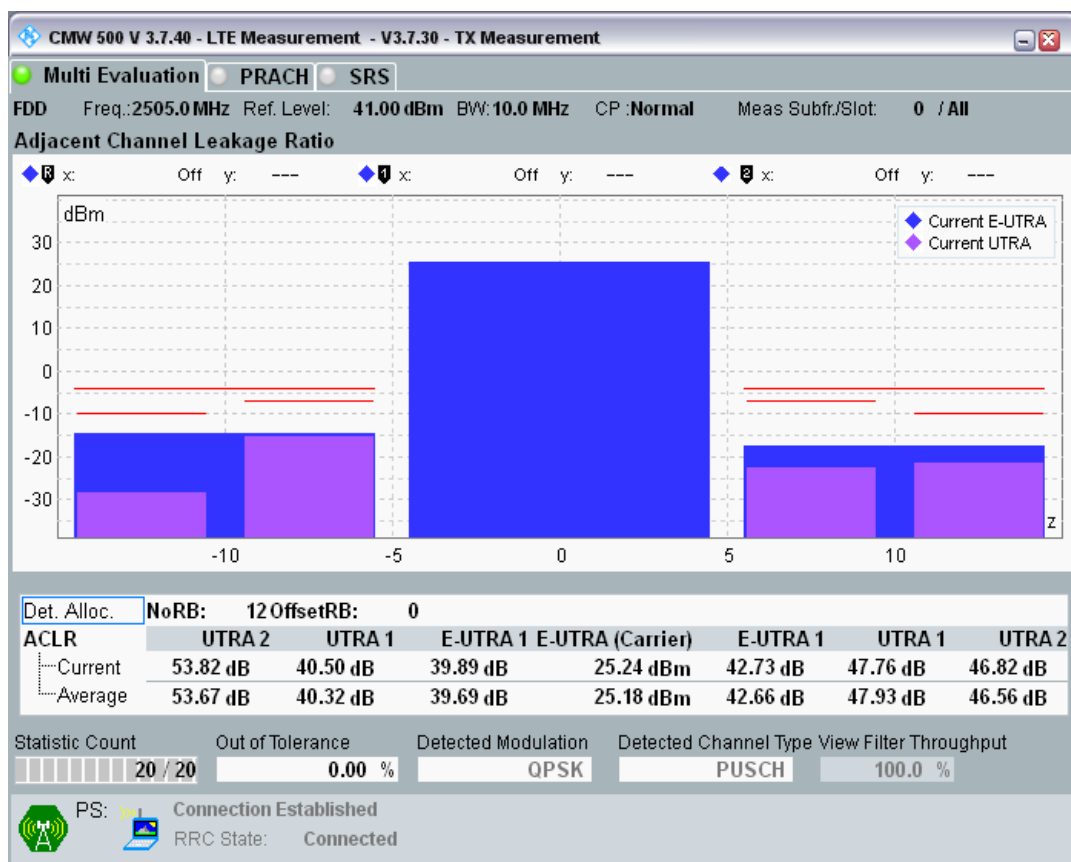 CMW 500 V 3.7.40 - LTE Measurement - V3.7.30 - TX Measurement
Multi Evaluation PRACH SRS
FDD Freq.:2505.0 MHz Ref. Level: 41.00 dBm BW:10.0 MHz CP :Normal Meas Subfr./Slot: 0 / All
Adjacent Channel Leakage Ratio
R x: Off y: --- 1 x: Off y: --- 2 x: Off y: ---
dBm
Current E-UTRA
Current UTRA
30
20
10
0
-10
-20
-30
z
-10 -5 0 5 10
Det. Alloc. NoRB: 12 OffsetRB: 0
ACLR UTRA 2 UTRA 1 E-UTRA 1 E-UTRA (Carrier) E-UTRA 1 UTRA 1 UTRA 2
Current 53.82 dB 40.50 dB 39.89 dB 25.24 dBm 42.73 dB 47.76 dB 46.82 dB
Average 53.67 dB 40.32 dB 39.69 dB 25.18 dBm 42.66 dB 47.93 dB 46.56 dB
Statistic Count Out of Tolerance Detected Modulation Detected Channel Type View Filter Throughput
20 / 20 0.00 % QPSK PUSCH 100.0 %
PS: Connection Established
RRC State: Connected